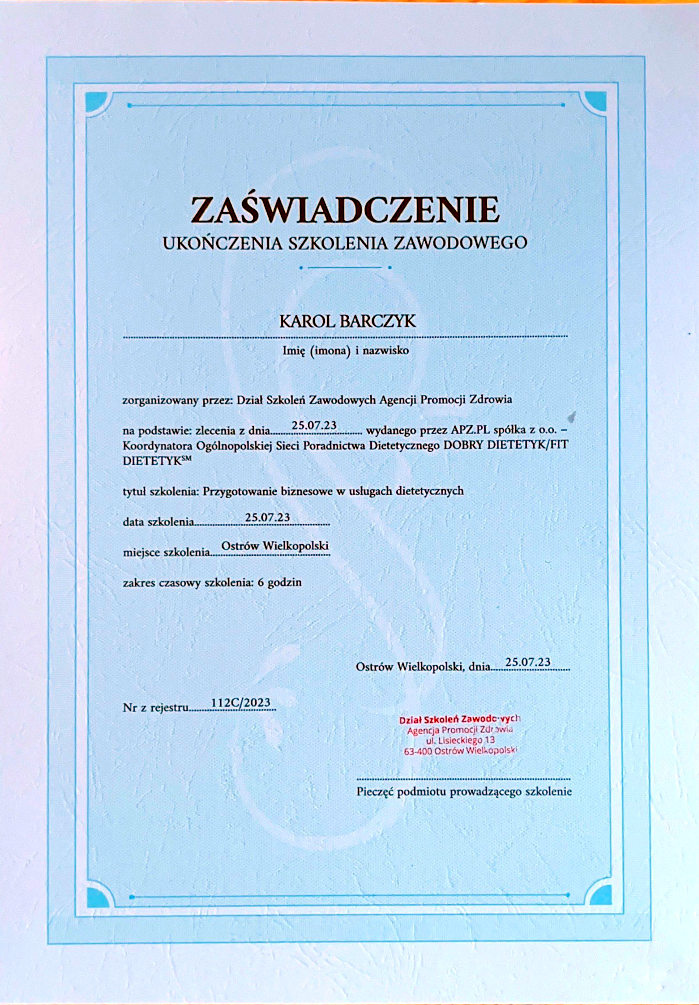 ZAŚWIADCZENIE
UKOŃCZENIA SZKOLENIA ZAWODOWEGO
KAROL BARCZYK
Imię (imona) i nazwisko
zorganizowany przez: Dział Szkoleń Zawodowych Agencji Promocji Zdrowia
na podstawie: zlecenia z dnia 25.07.23 wydanego przez APZ.PL spółka z o.o. –
Koordynatora Ogólnopolskiej Sieci Poradnictwa Dietetycznego DOBRY DIETETYK/FIT
DIETETYK℠
tytuł szkolenia: Przygotowanie biznesowe w usługach dietetycznych
data szkolenia 25.07.23
miejsce szkolenia Ostrów Wielkopolski
zakres czasowy szkolenia: 6 godzin
Ostrów Wielkopolski, dnia 25.07.23
Nr z rejestru 112C/2023
Dział Szkoleń Zawodowych
Agencja Promocji Zdrowia
ul. Lisieckiego 13
63-400 Ostrów Wielkopolski
Pieczęć podmiotu prowadzącego szkolenie